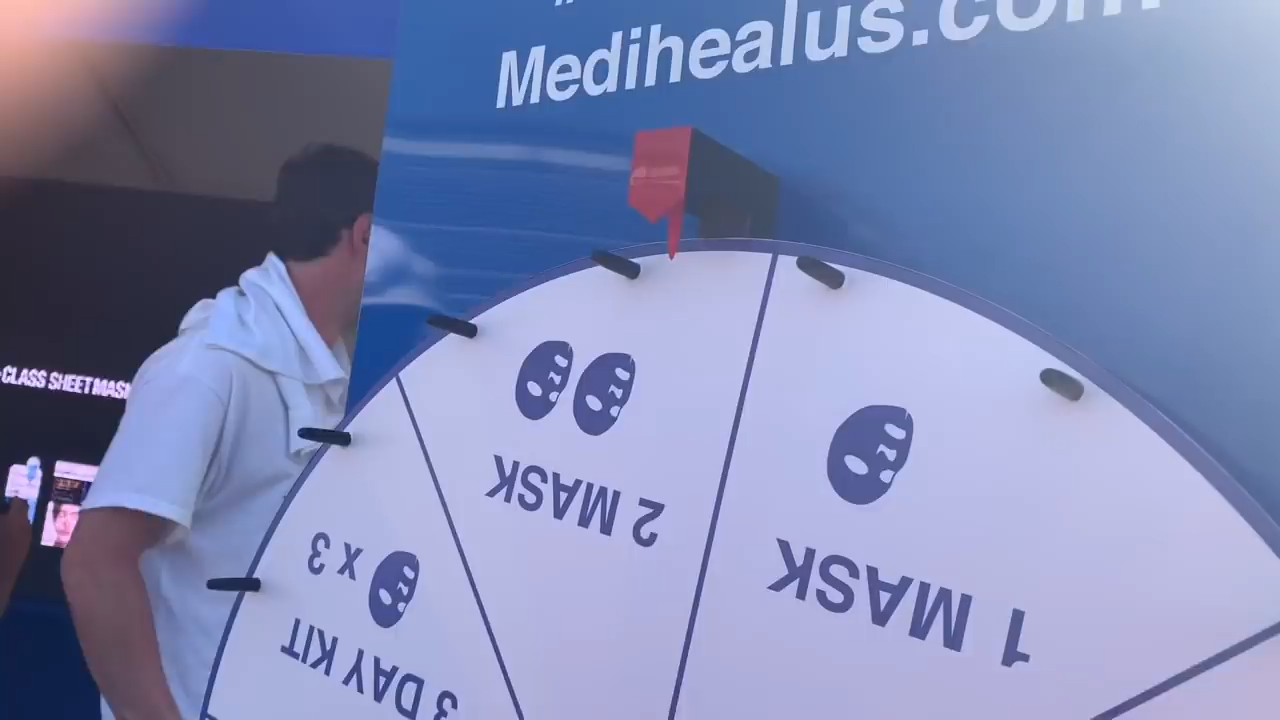 Medihealus.com
CLASS SHEET MASK
2 MASK
1 MASK
x 3
3 DAY KIT